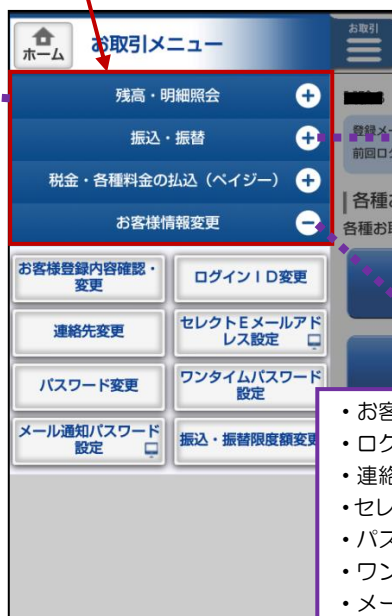 ホーム
お取引メニュー
お取引
残高・明細照会
振込・振替
税金・各種料金の払込(ペイジー)
お客様情報変更
登録メー
前回ログ
各種お
各種お取
お客様登録内容確認・
変更
ログインID変更
連絡先変更
セレクトEメールアド
レス設定
パスワード変更
ワンタイムパスワード
設定
メール通知パスワード
設定
振込・振替限度額変更
・お客
・ログ
・連絡
・セレ
・パス
・ワン
・メー